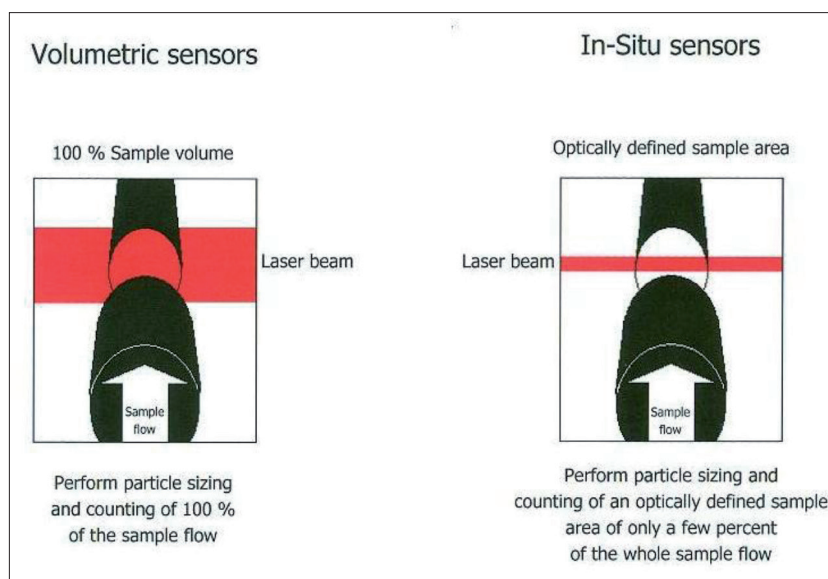 Volumetric sensors
100 % Sample volume
Laser beam
Sample
flow
Perform particle sizing
and counting of 100 %
of the sample flow
In-Situ sensors
Optically defined sample area
Laser beam
Sample
flow
Perform particle sizing and
counting of an optically defined sample
area of only a few percent
of the whole sample flow